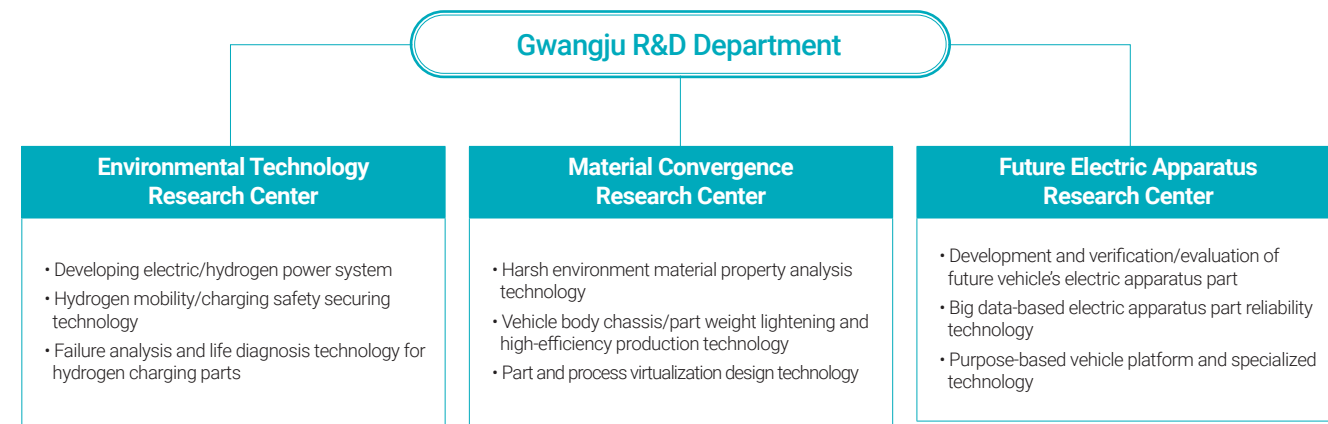 Gwangju R&D Department
Environmental Technology
Research Center
• Developing electric/hydrogen power system
• Hydrogen mobility/charging safety securing
technology
• Failure analysis and life diagnosis technology for
hydrogen charging parts
Material Convergence
Research Center
• Harsh environment material property analysis
technology
• Vehicle body chassis/part weight lightening and
high-efficiency production technology
• Part and process virtualization design technology
Future Electric Apparatus
Research Center
• Development and verification/evaluation of
future vehicle's electric apparatus part
• Big data-based electric apparatus part reliability
technology
• Purpose-based vehicle platform and specialized
technology